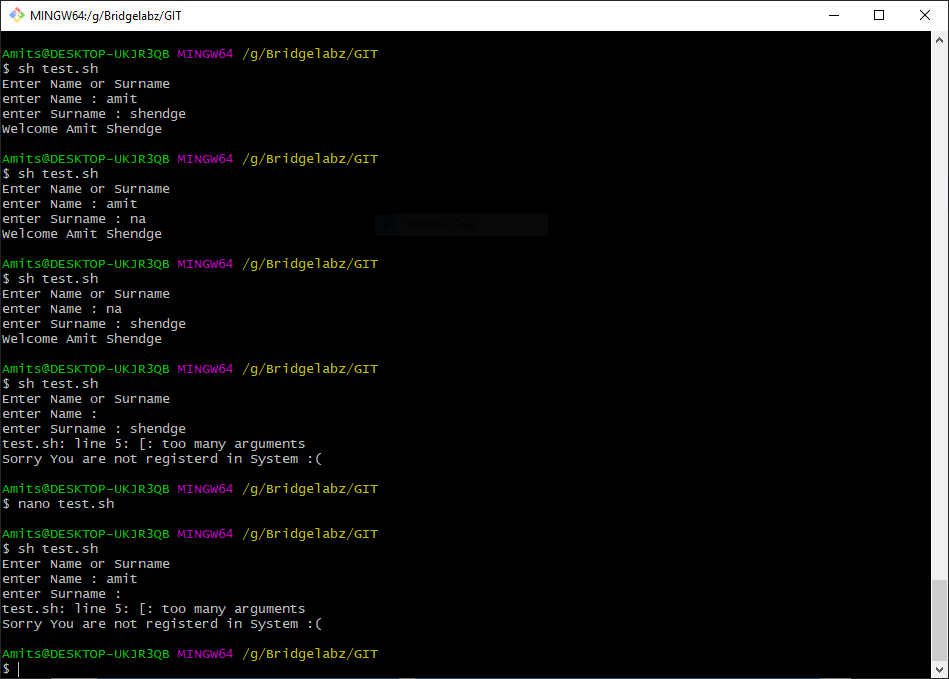 MINGW64:/g/Bridgelabz/GIT
Amits@DESKTOP-UKJR3QB MINGW64 /g/Bridgelabz/GIT
$ sh test.sh
Enter Name or Surname
enter Name : amit
enter Surname : shendge
Welcome Amit Shendge
Amits@DESKTOP-UKJR3QB MINGW64 /g/Bridgelabz/GIT
$ sh test.sh
Enter Name or Surname
enter Name : amit
enter Surname : na
Welcome Amit Shendge
Window Snip
Amits@DESKTOP-UKJR3QB MINGW64 /g/Bridgelabz/GIT
$ sh test.sh
Enter Name or Surname
enter Name : na
enter Surname : shendge
Welcome Amit Shendge
Amits@DESKTOP-UKJR3QB MINGW64 /g/Bridgelabz/GIT
$ sh test.sh
Enter Name or Surname
enter Name :
enter Surname : shendge
test.sh: line 5: [: too many arguments
Sorry You are not registerd in System :(
Amits@DESKTOP-UKJR3QB MINGW64 /g/Bridgelabz/GIT
$ nano test.sh
Amits@DESKTOP-UKJR3QB MINGW64 /g/Bridgelabz/GIT
$ sh test.sh
Enter Name or Surname
enter Name : amit
enter Surname :
test.sh: line 5: [: too many arguments
Sorry You are not registerd in System :(
Amits@DESKTOP-UKJR3QB MINGW64 /g/Bridgelabz/GIT
$